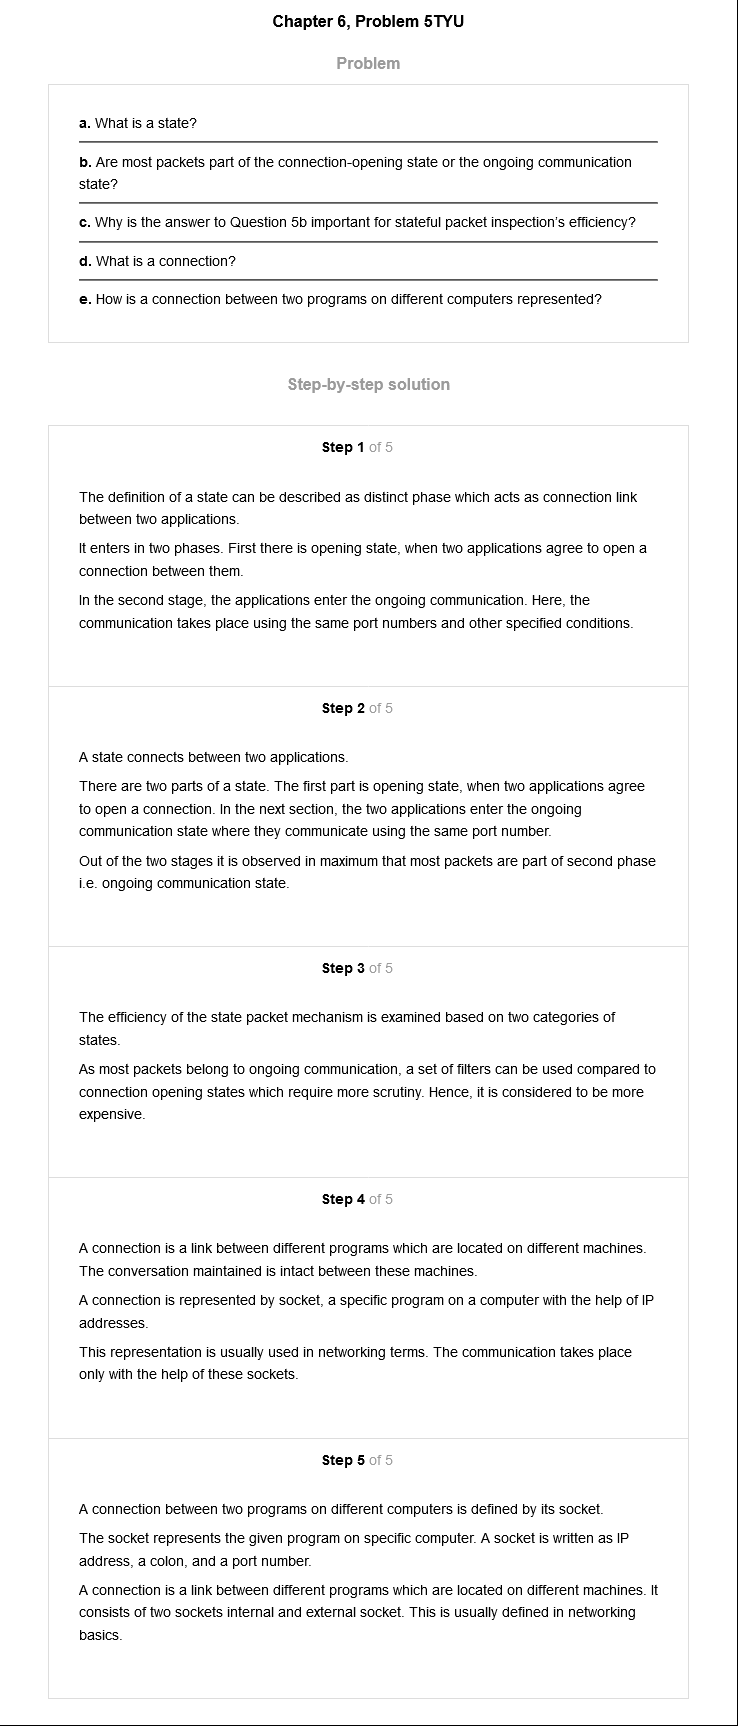 Chapter 6, Problem 5TYU
Problem
a. What is a state?
b. Are most packets part of the connection-opening state or the ongoing communication
state?
c. Why is the answer to Question 5b important for stateful packet inspection's efficiency?
d. What is a connection?
e. How is a connection between two programs on different computers represented?
Step-by-step solution
Step 1 of 5
The definition of a state can be described as distinct phase which acts as connection link
between two applications.
It enters in two phases. First there is opening state, when two applications agree to open a
connection between them.
In the second stage, the applications enter the ongoing communication. Here, the
communication takes place using the same port numbers and other specified conditions.
Step 2 of 5
A state connects between two applications.
There are two parts of a state. The first part is opening state, when two applications agree
to open a connection. In the next section, the two applications enter the ongoing
communication state where they communicate using the same port number.
Out of the two stages it is observed in maximum that most packets are part of second phase
i.e. ongoing communication state.
Step 3 of 5
The efficiency of the state packet mechanism is examined based on two categories of
states.
As most packets belong to ongoing communication, a set of filters can be used compared to
connection opening states which require more scrutiny. Hence, it is considered to be more
expensive.
Step 4 of 5
A connection is a link between different programs which are located on different machines.
The conversation maintained is intact between these machines.
A connection is represented by socket, a specific program on a computer with the help of IP
addresses.
This representation is usually used in networking terms. The communication takes place
only with the help of these sockets.
Step 5 of 5
A connection between two programs on different computers is defined by its socket.
The socket represents the given program on specific computer. A socket is written as IP
address, a colon, and a port number.
A connection is a link between different programs which are located on different machines. It
consists of two sockets internal and external socket. This is usually defined in networking
basics.